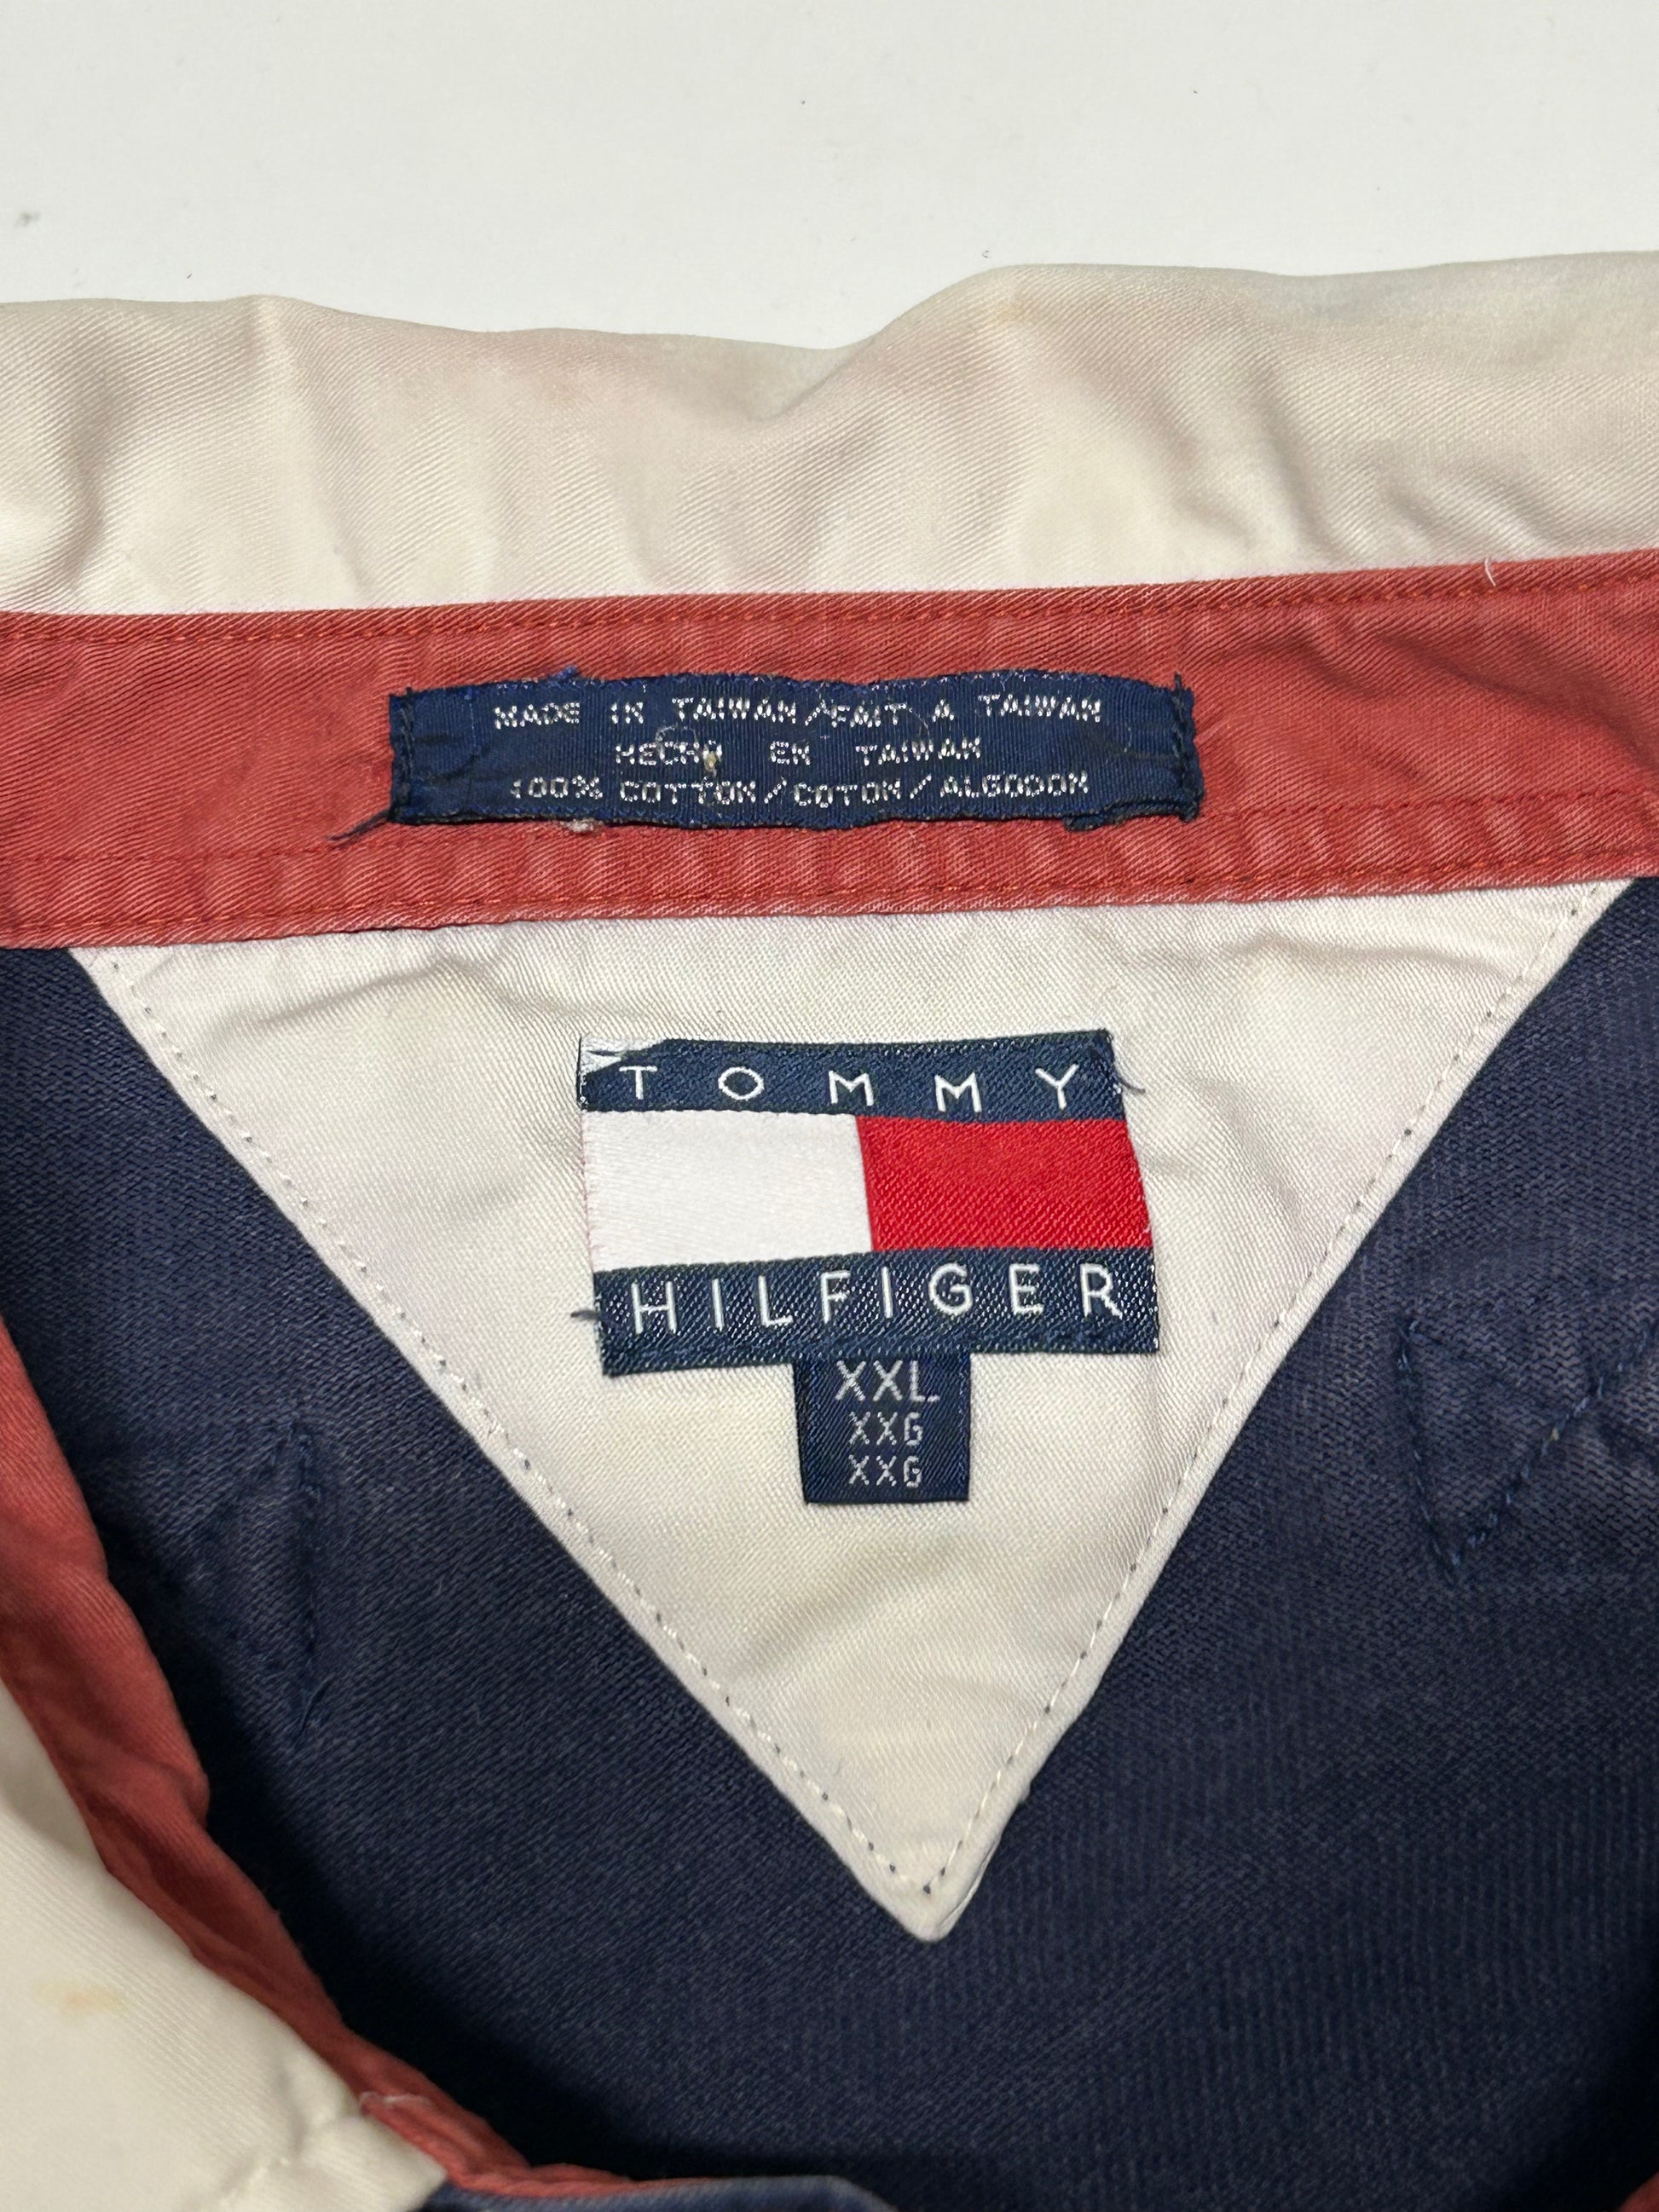 MADE IN TAIWAN/FAIT A TAIWAN
HECHO EN TAIWAN
100% COTTON/COTON/ALGODON
TOMMY
HILFIGER
XXL
XXG
XXG